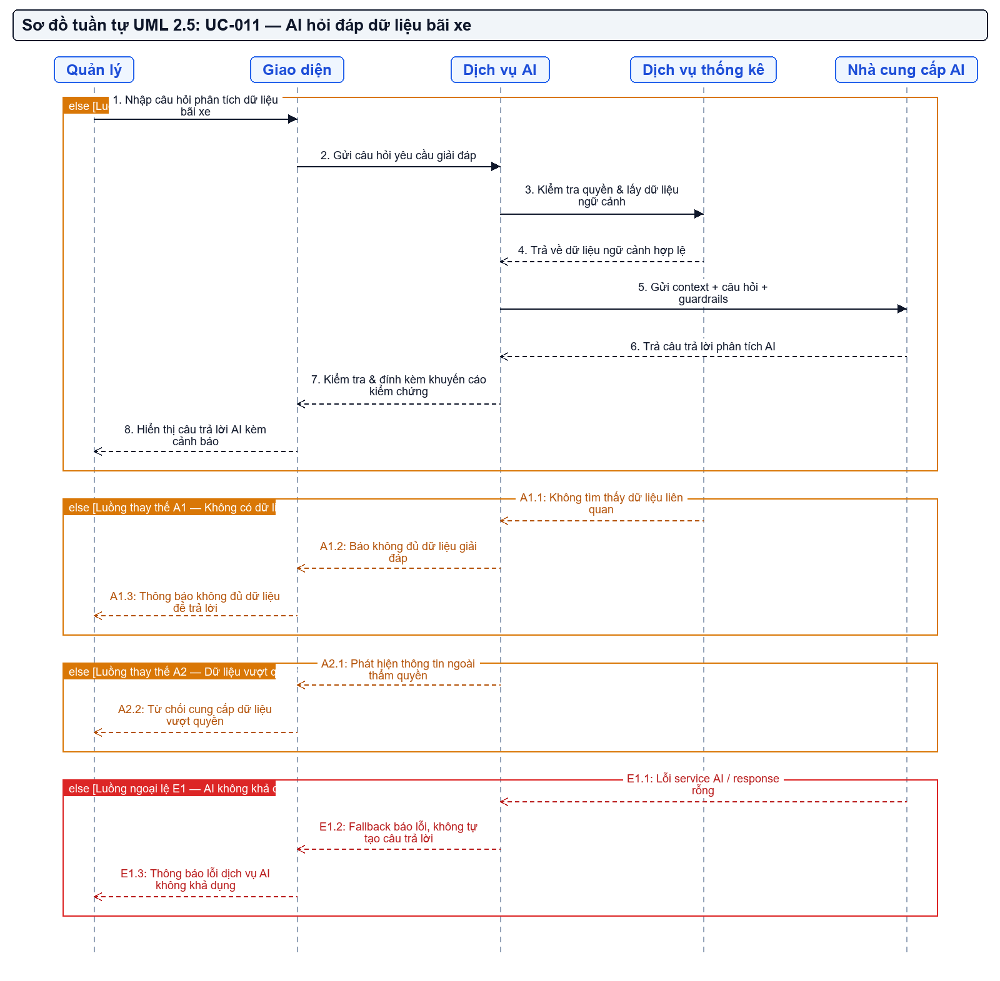 Sơ đồ tuần tự UML 2.5: UC-011 — AI hỏi đáp dữ liệu bãi xe
Quản lý
Giao diện
Dịch vụ AI
Dịch vụ thống kê
Nhà cung cấp AI
else [Lu
1. Nhập câu hỏi phân tích dữ liệu
bãi xe
2. Gửi câu hỏi yêu cầu giải đáp
3. Kiểm tra quyền & lấy dữ liệu
ngữ cảnh
4. Trả về dữ liệu ngữ cảnh hợp lệ
5. Gửi context + câu hỏi +
guardrails
6. Trả câu trả lời phân tích AI
7. Kiểm tra & đính kèm khuyến cáo
kiểm chứng
8. Hiển thị câu trả lời AI kèm
cảnh báo
else [Luồng thay thế A1 — Không có dữ li
A1.1: Không tìm thấy dữ liệu liên
quan
A1.2: Báo không đủ dữ liệu giải
đáp
A1.3: Thông báo không đủ dữ liệu
để trả lời
else [Luồng thay thế A2 — Dữ liệu vượt q
A2.1: Phát hiện thông tin ngoài
thẩm quyền
A2.2: Từ chối cung cấp dữ liệu
vượt quyền
else [Luồng ngoại lệ E1 — AI không khả d
E1.1: Lỗi service AI / response
rỗng
E1.2: Fallback báo lỗi, không tự
tạo câu trả lời
E1.3: Thông báo lỗi dịch vụ AI
không khả dụng